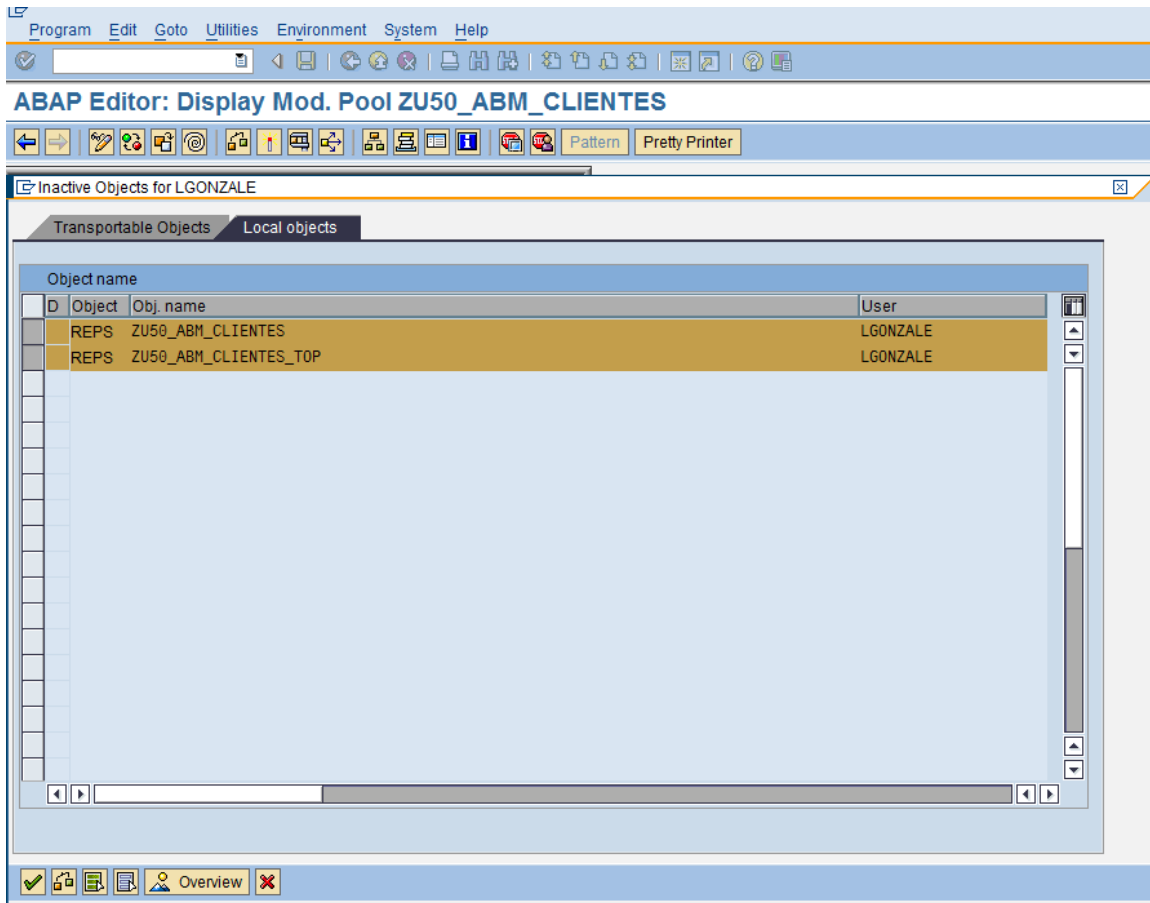 Program Edit Goto Utilities Environment System Help
ABAP Editor: Display Mod. Pool ZU50_ABM_CLIENTES
Pattern Pretty Printer
Inactive Objects for LGONZALE
Transportable Objects Local objects
Object name
D Object Obj. name User
REPS ZU50_ABM_CLIENTES LGONZALE
REPS ZU50_ABM_CLIENTES_TOP LGONZALE
Overview